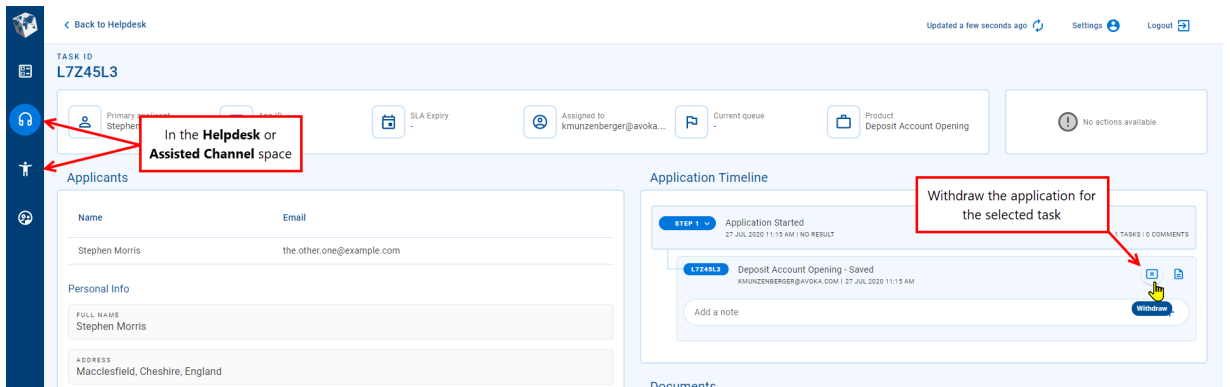 Back to Helpdesk
Updated a few seconds ago
Settings
Logout
TASK ID
L7Z45L3
Primary applicant
Stephen
App ID
SLA Expiry
-
Assigned to
kmunzenberger@avoka...
Current queue
-
Product
Deposit Account Opening
No actions available
In the Helpdesk or
Assisted Channel space
Applicants
Name
Email
Stephen Morris
the.other.one@example.com
Personal Info
FULL NAME
Stephen Morris
ADDRESS
Macclesfield, Cheshire, England
Application Timeline
Withdraw the application for
the selected task
STEP 1
Application Started
27 JUL 2020 11:15 AM | NO RESULT
1 TASKS | 0 COMMENTS
L7Z45L3
Deposit Account Opening - Saved
KMUNZENBERGER@AVOKA.COM | 27 JUL 2020 11:15 AM
Add a note
Withdraw
Documents